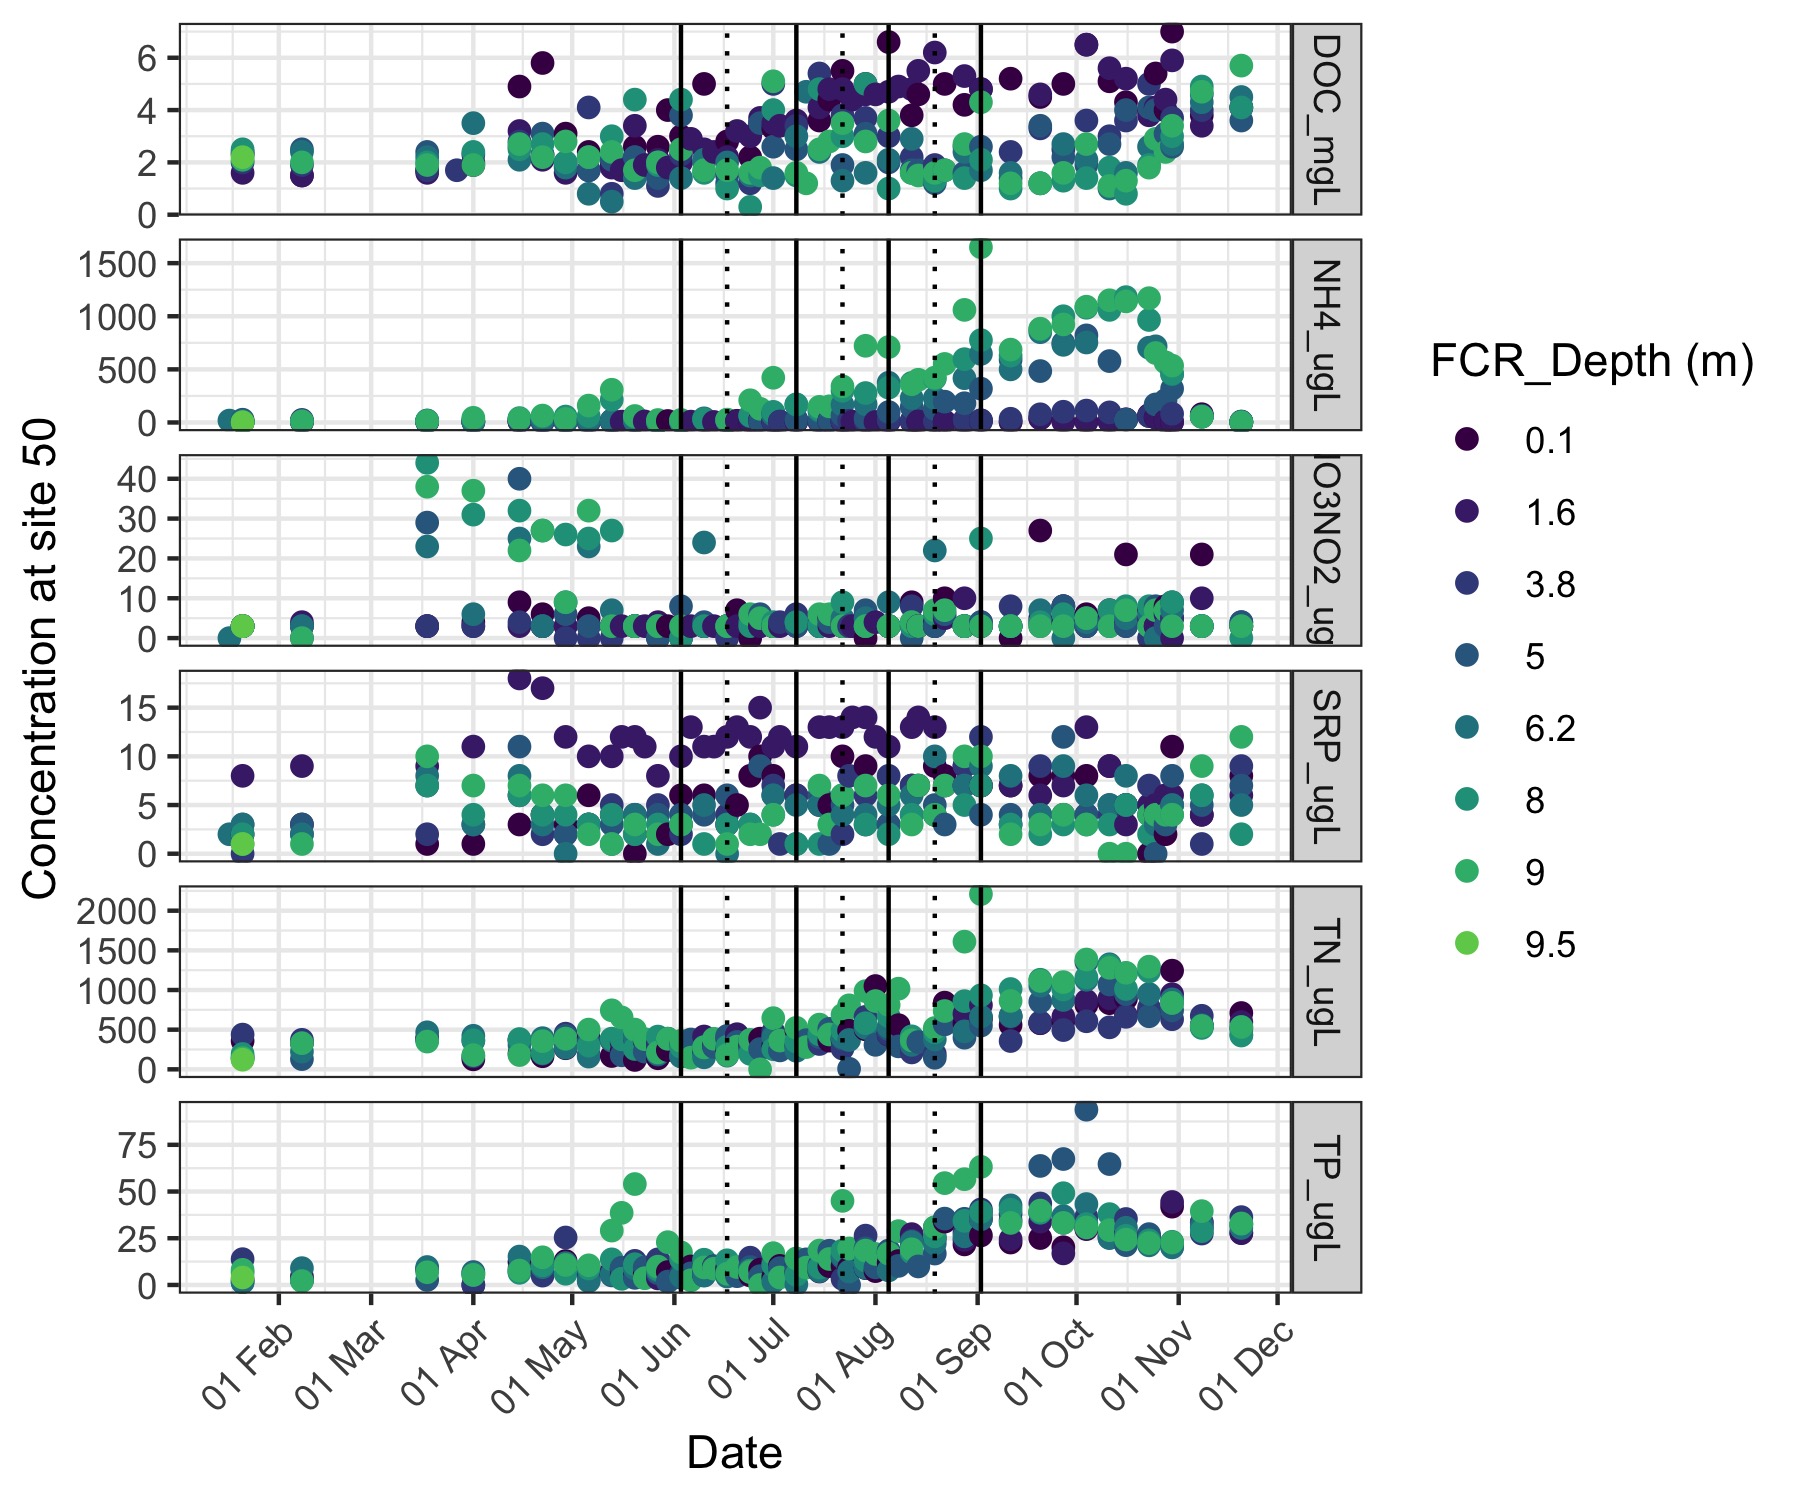 Concentration at site 50
6
4
2
0
DOC_mgL
1500
1000
500
0
NH4_ugL
40
30
20
10
0
IO3NO2_ug
15
10
5
0
SRP_ugL
2000
1500
1000
500
0
TN_ugL
75
50
25
0
TP_ugL
01 Feb
01 Mar
01 Apr
01 May
01 Jun
01 Jul
01 Aug
01 Sep
01 Oct
01 Nov
01 Dec
Date
FCR_Depth (m)
0.1
1.6
3.8
5
6.2
8
9
9.5